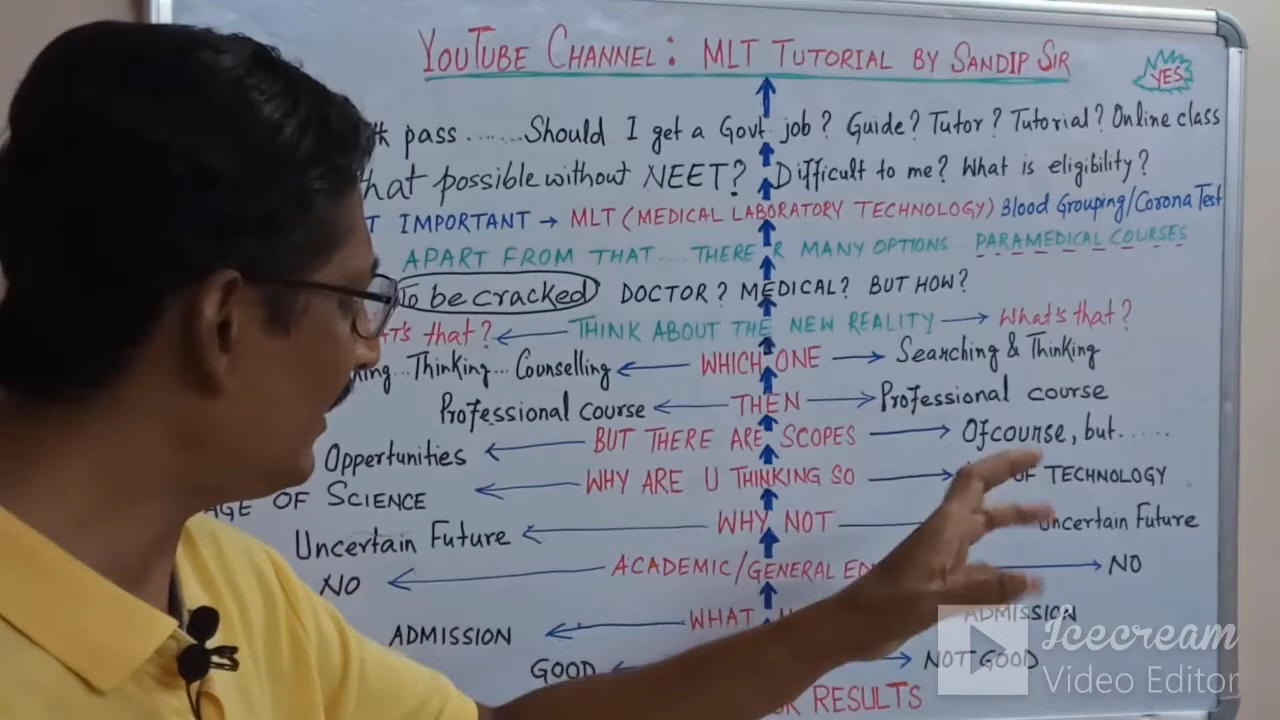 YOUTUBE CHANNEL: MLT TUTORIAL BY SANDIP SIR
YES
pass.......Should I get a Govt job? Guide? Tutor? Tutorial? Online class
possible without NEET? Difficult to me? What is eligibility?
IMPORTANT → MLT (MEDICAL LABORATORY TECHNOLOGY) Blood Grouping/Corona Test
APART FROM THAT....THERE R MANY OPTIONS PARAMEDICAL COURSES
To be cracked DOCTOR? MEDICAL? BUT HOW?
that? ← THINK ABOUT THE NEW REALITY → What's that?
Thinking... Counselling ← WHICH ONE → Searching & Thinking
Professional course ← THEN → Professional course
Oppertunities ← BUT THERE ARE SCOPES → Ofcourse, but.....
AGE OF SCIENCE ← WHY ARE U THINKING SO → OF TECHNOLOGY
Uncertain Future ← WHY NOT Uncertain Future
NO ← ACADEMIC/GENERAL → NO
ADMISSION ← WHAT ADMISSION
GOOD ← → NOT GOOD
RESULTS
Icecream
Video Editor